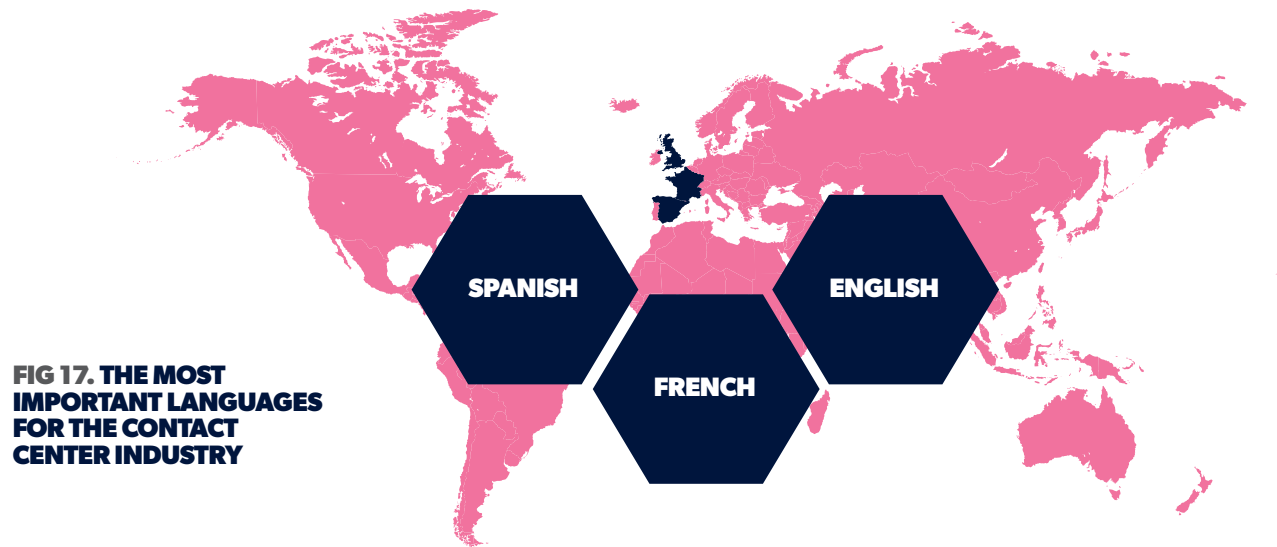 SPANISH
ENGLISH
FRENCH
FIG 17. THE MOST
IMPORTANT LANGUAGES
FOR THE CONTACT
CENTER INDUSTRY